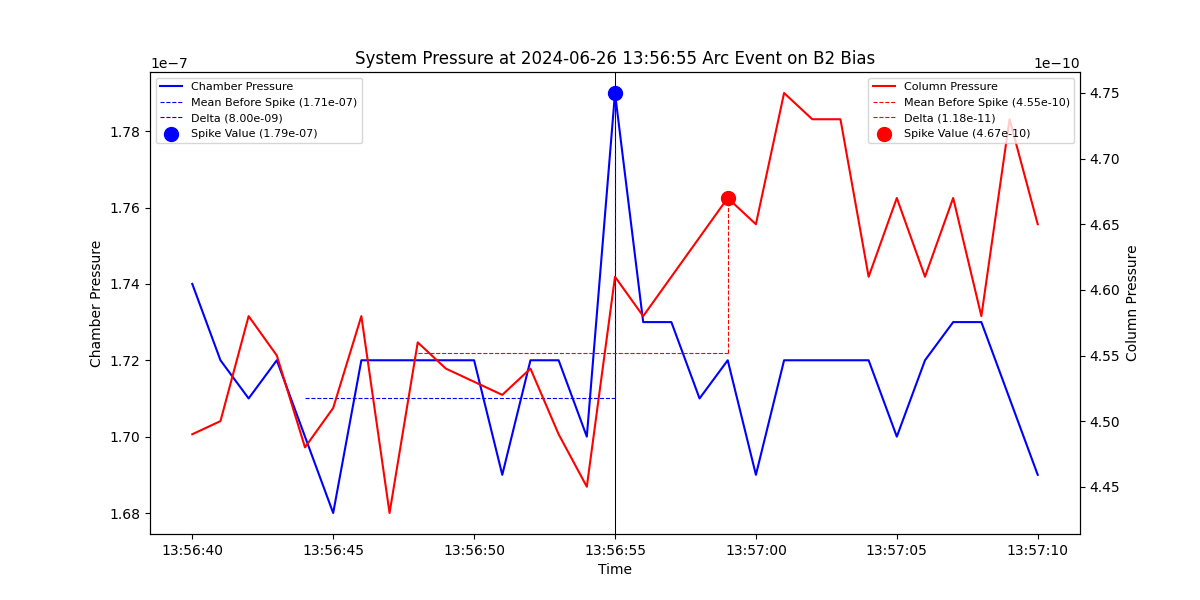 System Pressure at 2024-06-26 13:56:55 Arc Event on B2 Bias
1e−7
1e−10
Chamber Pressure
Mean Before Spike (1.71e-07)
Delta (8.00e-09)
Spike Value (1.79e-07)
Column Pressure
Mean Before Spike (4.55e-10)
Delta (1.18e-11)
Spike Value (4.67e-10)
Chamber Pressure
1.78
1.76
1.74
1.72
1.70
1.68
4.75
4.70
4.65
4.60
4.55
4.50
4.45
Column Pressure
13:56:40
13:56:45
13:56:50
13:56:55
13:57:00
13:57:05
13:57:10
Time